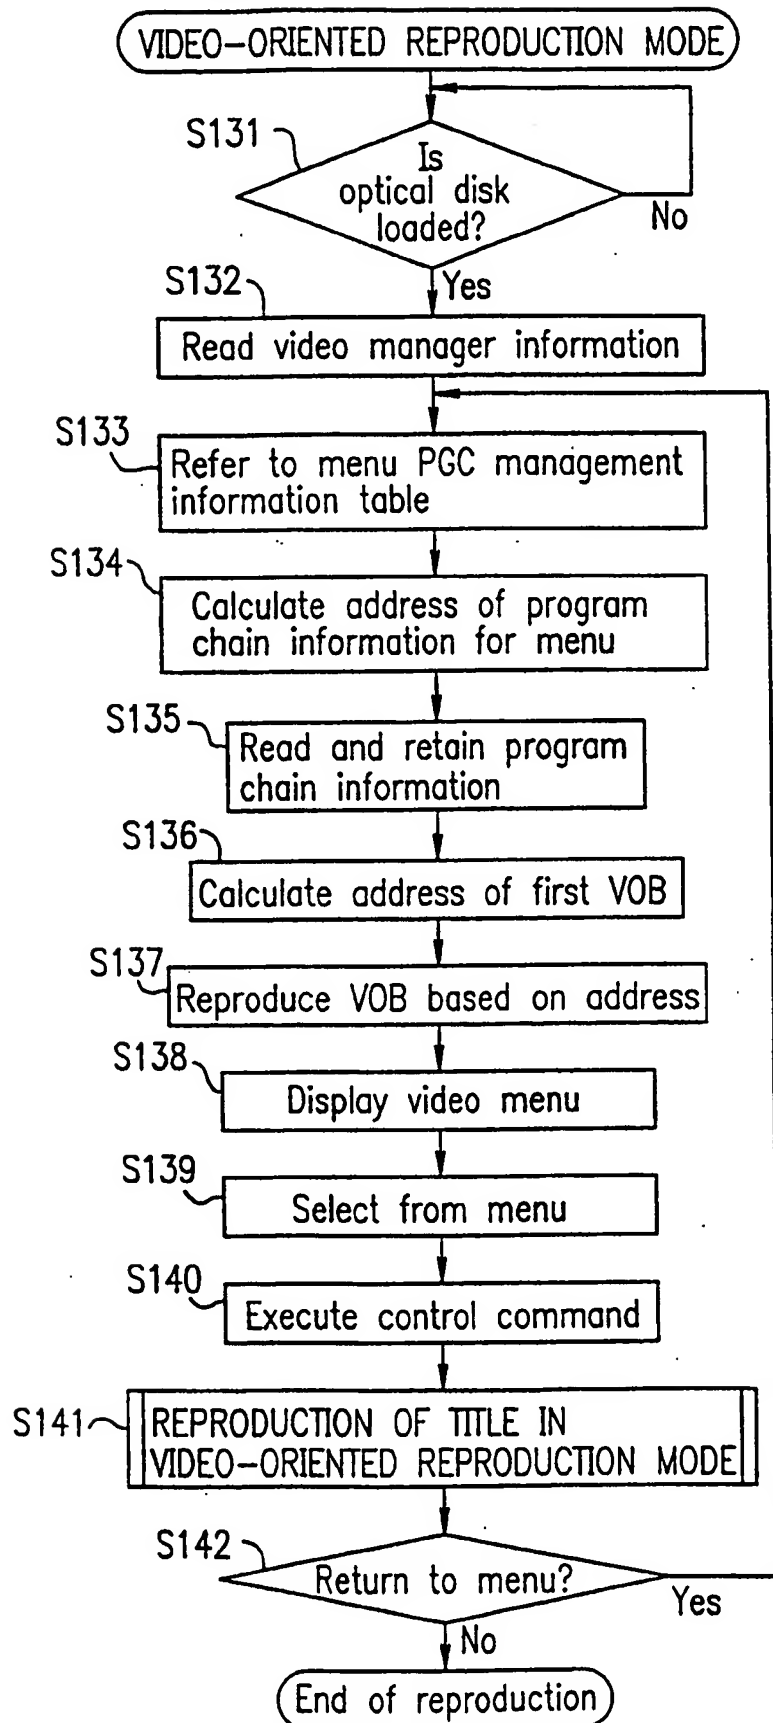 VIDEO-ORIENTED REPRODUCTION MODE
S131
Is
optical disk
loaded?
No
Yes
S132
Read video manager information
S133
Refer to menu PGC management
information table
S134
Calculate address of program
chain information for menu
S135
Read and retain program
chain information
S136
Calculate address of first VOB
S137
Reproduce VOB based on address
S138
Display video menu
S139
Select from menu
S140
Execute control command
S141
REPRODUCTION OF TITLE IN
VIDEO-ORIENTED REPRODUCTION MODE
S142
Return to menu?
Yes
No
End of reproduction